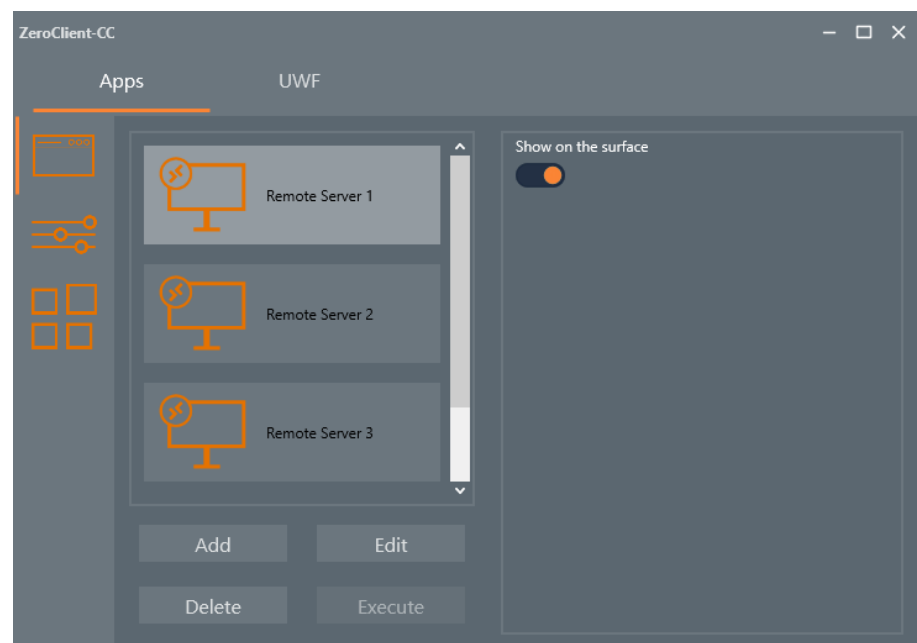 ZeroClient-CC
Apps
UWF
Remote Server 1
Remote Server 2
Remote Server 3
Show on the surface
Add
Edit
Delete
Execute